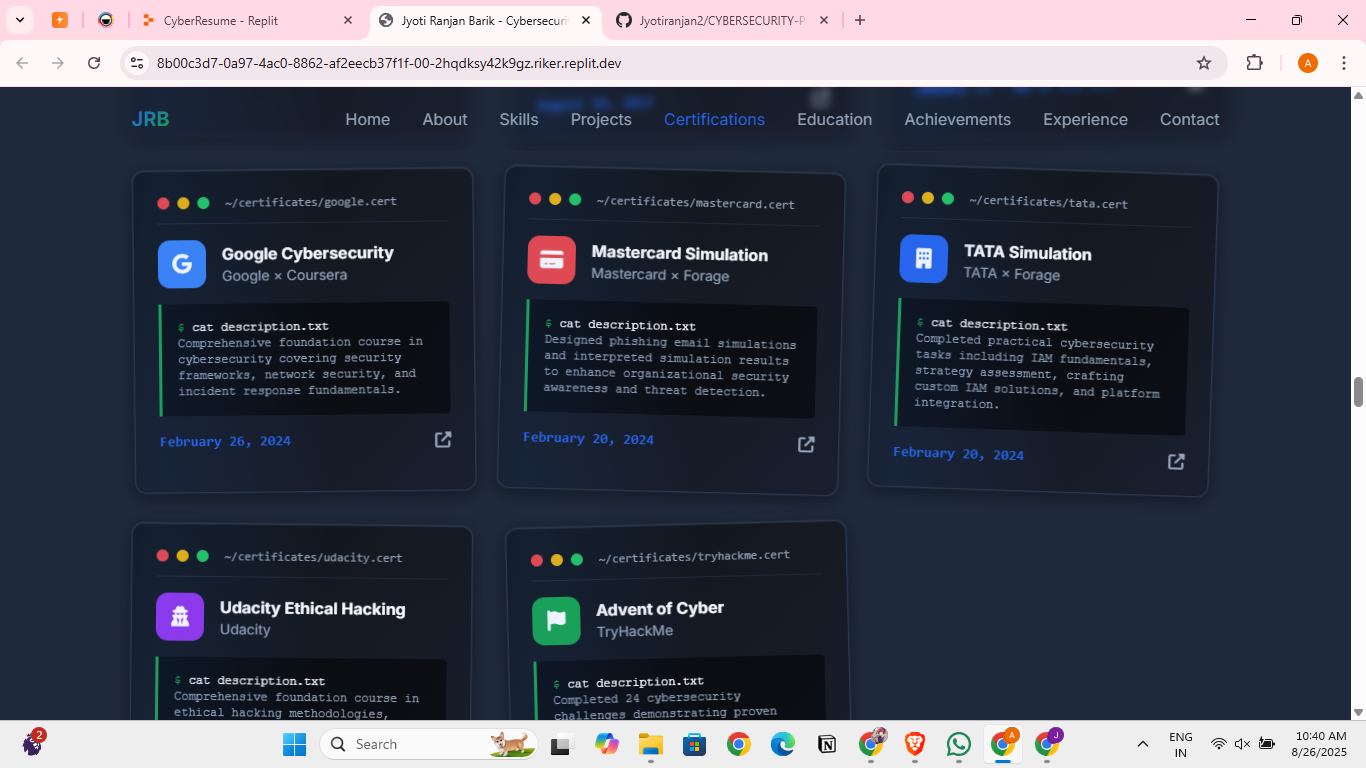 CyberResume - Replit
Jyoti Ranjan Barik - Cybersecuri
Jyotiranjan2/CYBERSECURITY-P
8b00c3d7-0a97-4ac0-8862-af2eecb37f1f-00-2hqdksy42k9gz.riker.replit.dev
A
JRB
Home
About
Skills
Projects
Certifications
Education
Achievements
Experience
Contact
~/certificates/google.cert
G
Google Cybersecurity
Google × Coursera
$ cat description.txt
Comprehensive foundation course in
cybersecurity covering security
frameworks, network security, and
incident response fundamentals.
February 26, 2024
~/certificates/mastercard.cert
Mastercard Simulation
Mastercard × Forage
$ cat description.txt
Designed phishing email simulations
and interpreted simulation results
to enhance organizational security
awareness and threat detection.
February 20, 2024
~/certificates/tata.cert
TATA Simulation
TATA × Forage
$ cat description.txt
Completed practical cybersecurity
tasks including IAM fundamentals,
strategy assessment, crafting
custom IAM solutions, and platform
integration.
February 20, 2024
~/certificates/udacity.cert
Udacity Ethical Hacking
Udacity
$ cat description.txt
Comprehensive foundation course in
ethical hacking methodologies,
~/certificates/tryhackme.cert
Advent of Cyber
TryHackMe
$ cat description.txt
Completed 24 cybersecurity
challenges demonstrating proven
2
Search
A
J
ENG
IN
10:40 AM
8/26/2025